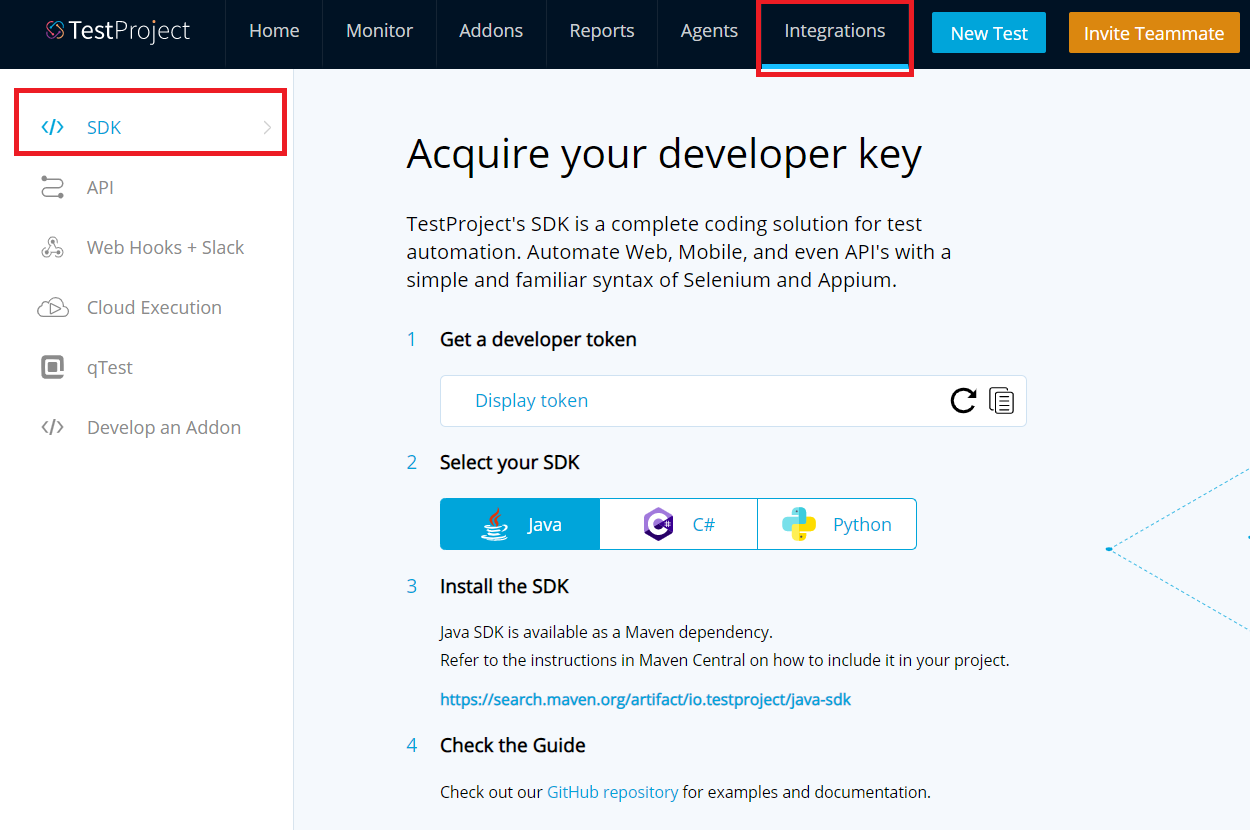 TestProject
Home
Monitor
Addons
Reports
Agents
Integrations
New Test
Invite Teammate
SDK
API
Web Hooks + Slack
Cloud Execution
qTest
Develop an Addon
Acquire your developer key
TestProject's SDK is a complete coding solution for test
automation. Automate Web, Mobile, and even API's with a
simple and familiar syntax of Selenium and Appium.
1 Get a developer token
Display token
2 Select your SDK
Java
C#
Python
3 Install the SDK
Java SDK is available as a Maven dependency.
Refer to the instructions in Maven Central on how to include it in your project.
https://search.maven.org/artifact/io.testproject/java-sdk
4 Check the Guide
Check out our GitHub repository for examples and documentation.